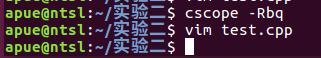 apue@ntsl:~/实验二$ cscope -Rbq
apue@ntsl:~/实验二$ vim test.cpp
apue@ntsl:~/实验二$